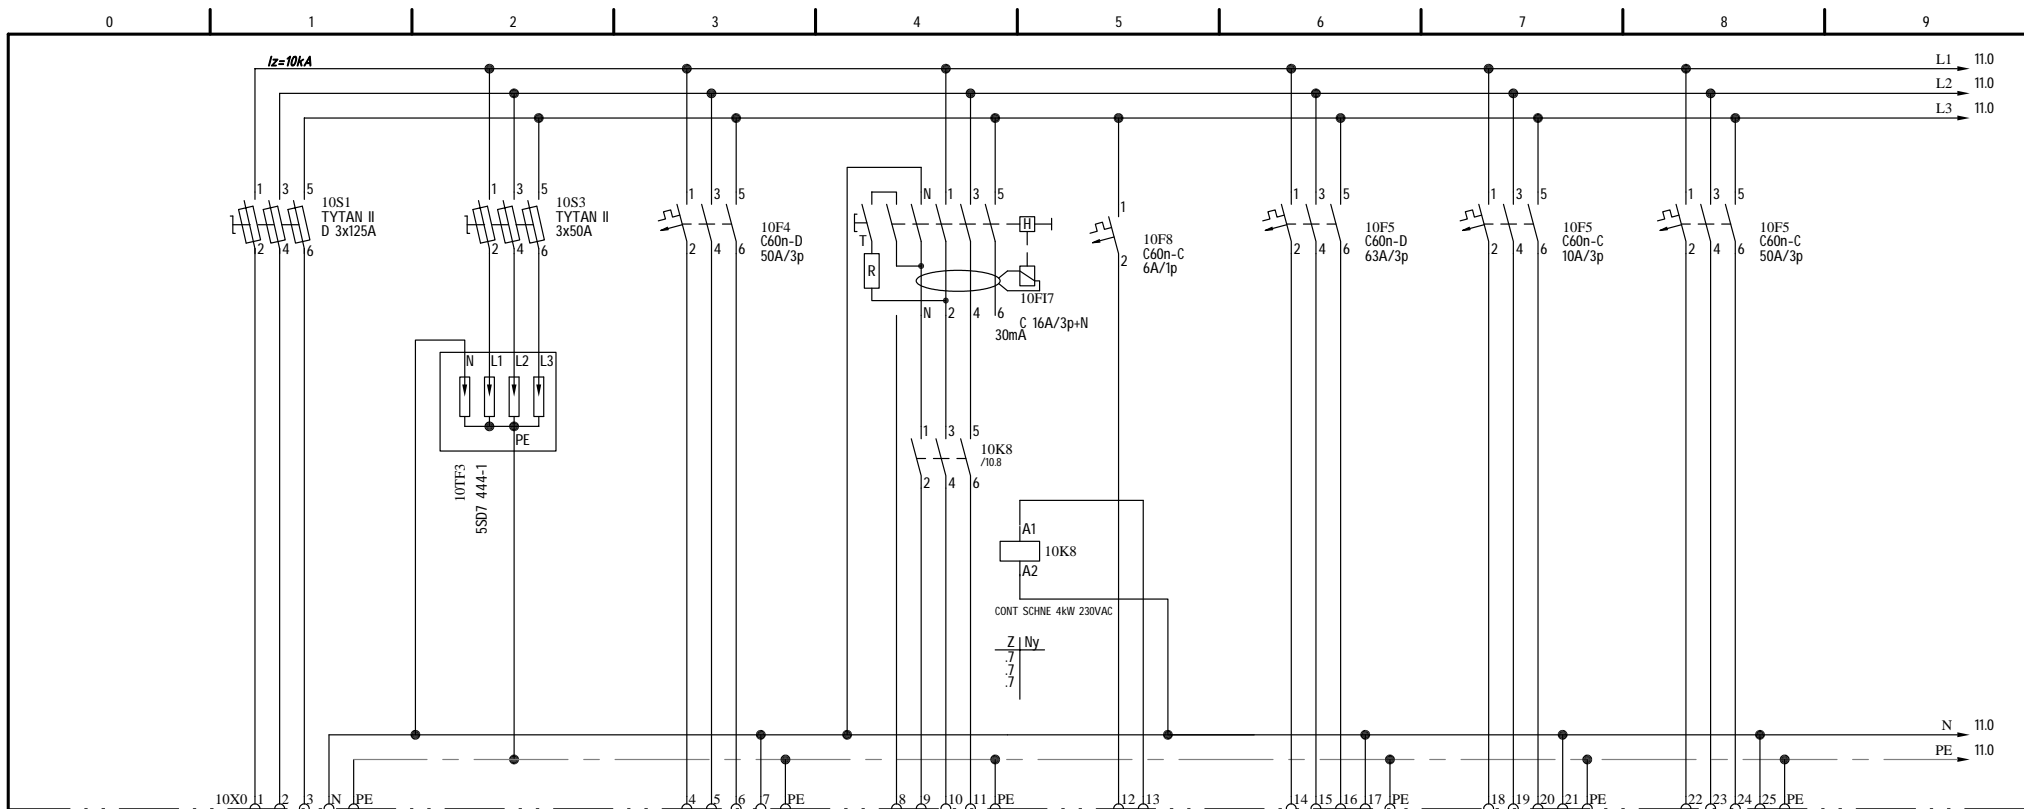 0 1 2 3 4 5 6 7 8 9
Iz=10kA
L1 11.0
L2 11.0
L3 11.0
1 3 5
10S1
TYTAN II
D 3x125A
2 4 6
1 3 5
10S3
TYTAN II
3x50A
2 4 6
N L1 L2 L3
PE
10TF3
5SD7 444-1
1 3 5
10F4
C60n-D
50A/3p
2 4 6
N 1 3 5
H
T
R
10FI7
N 2 4 6
C 16A/3p+N
30mA
1 3 5
10K8
/10.8
2 4 6
1
10F8
C60n-C
6A/1p
2
A1
10K8
A2
CONT SCHNE 4kW 230VAC
Z Ny
.7
.7
.7
1 3 5
10F5
C60n-D
63A/3p
2 4 6
1 3 5
10F5
C60n-C
10A/3p
2 4 6
1 3 5
10F5
C60n-C
50A/3p
2 4 6
N 11.0
PE 11.0
10X0 1 2 3 N PE 4 5 6 7 PE 8 9 10 11 PE 12 13 14 15 16 17 PE 18 19 20 21 PE 22 23 24 25 PE